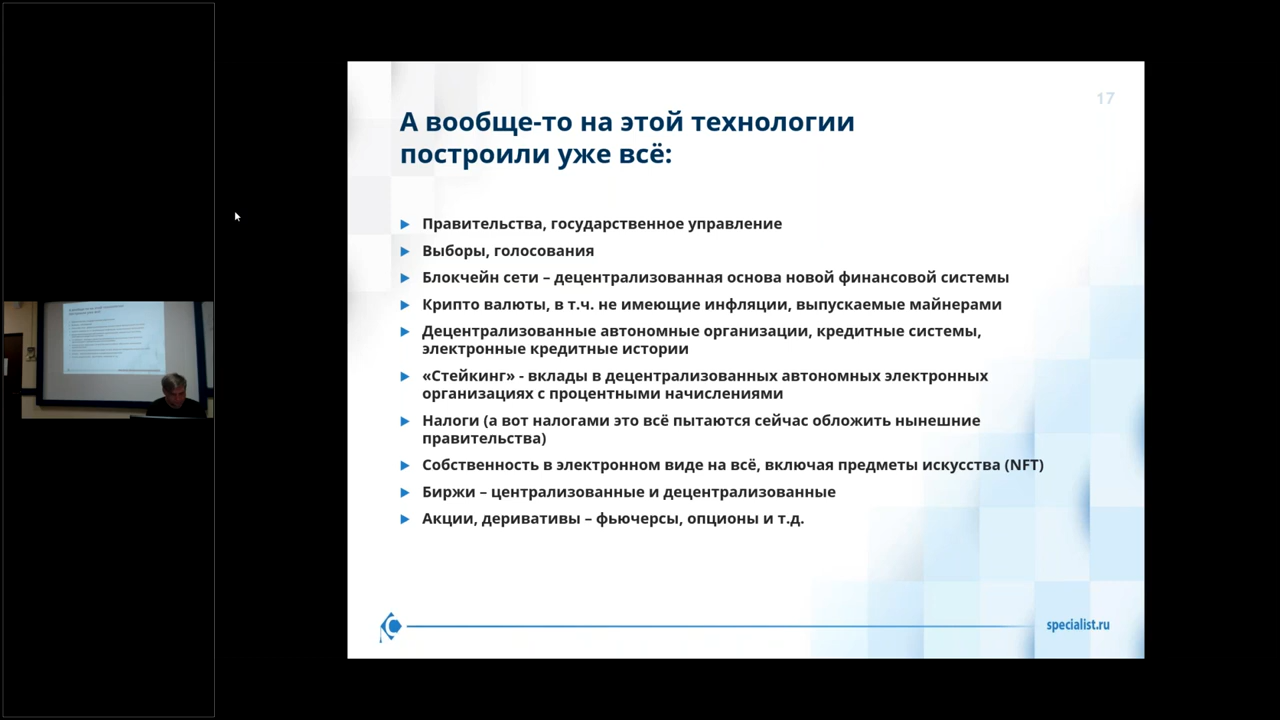 17
А вообще-то на этой технологии
построили уже всё:
Правительства, государственное управление
Выборы, голосования
Блокчейн сети – децентрализованная основа новой финансовой системы
Крипто валюты, в т.ч. не имеющие инфляции, выпускаемые майнерами
Децентрализованные автономные организации, кредитные системы,
электронные кредитные истории
«Стейкинг» - вклады в децентрализованных автономных электронных
организациях с процентными начислениями
Налоги (а вот налогами это всё пытаются сейчас обложить нынешние
правительства)
Собственность в электронном виде на всё, включая предметы искусства (NFT)
Биржи – централизованные и децентрализованные
Акции, деривативы – фьючерсы, опционы и т.д.
specialist.ru